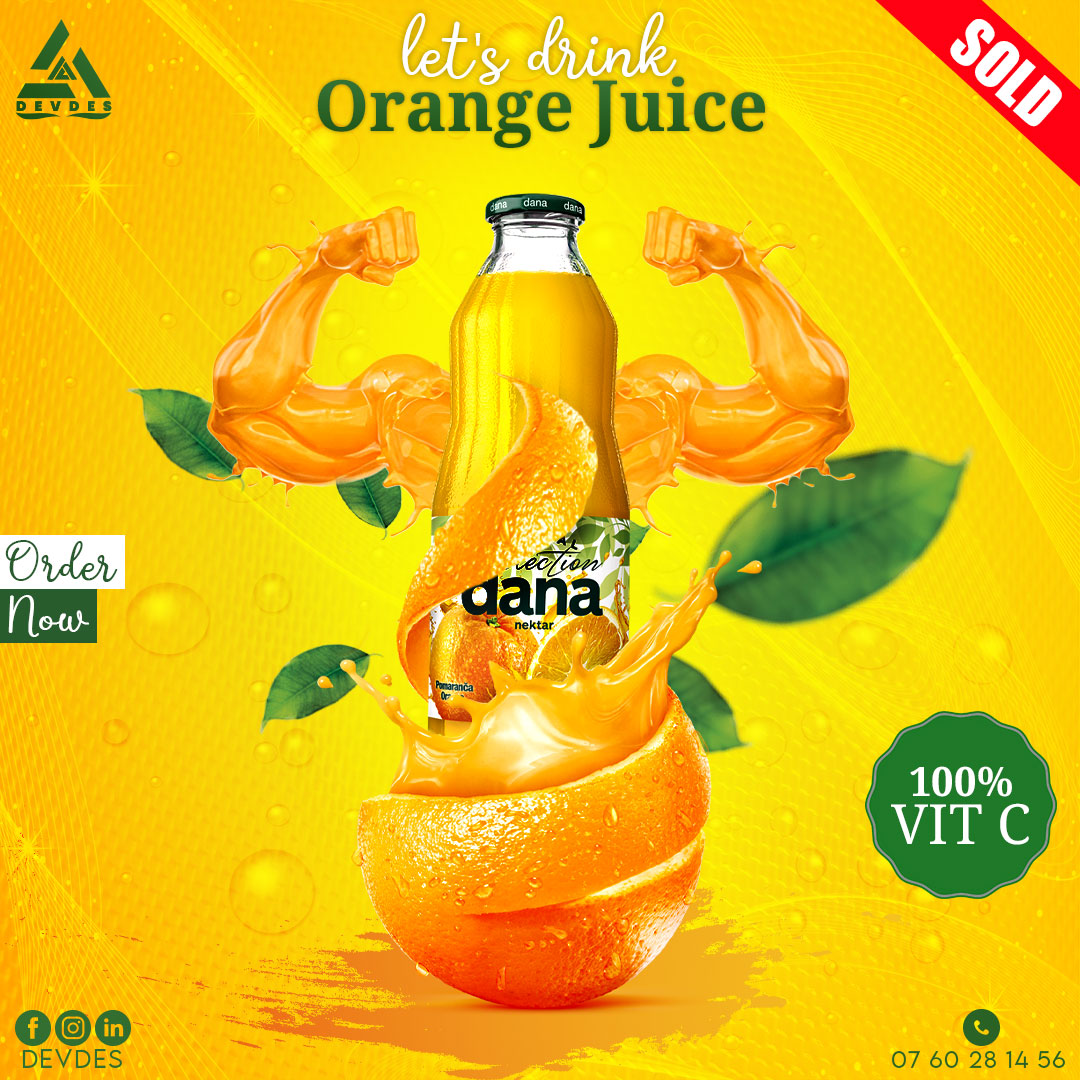 DEVDES
let's drink
Orange Juice
SOLD
dana dana dana
ection
dana
nektar
Pomaranča
Order
Now
100%
VIT C
DEVDES
07 60 28 14 56